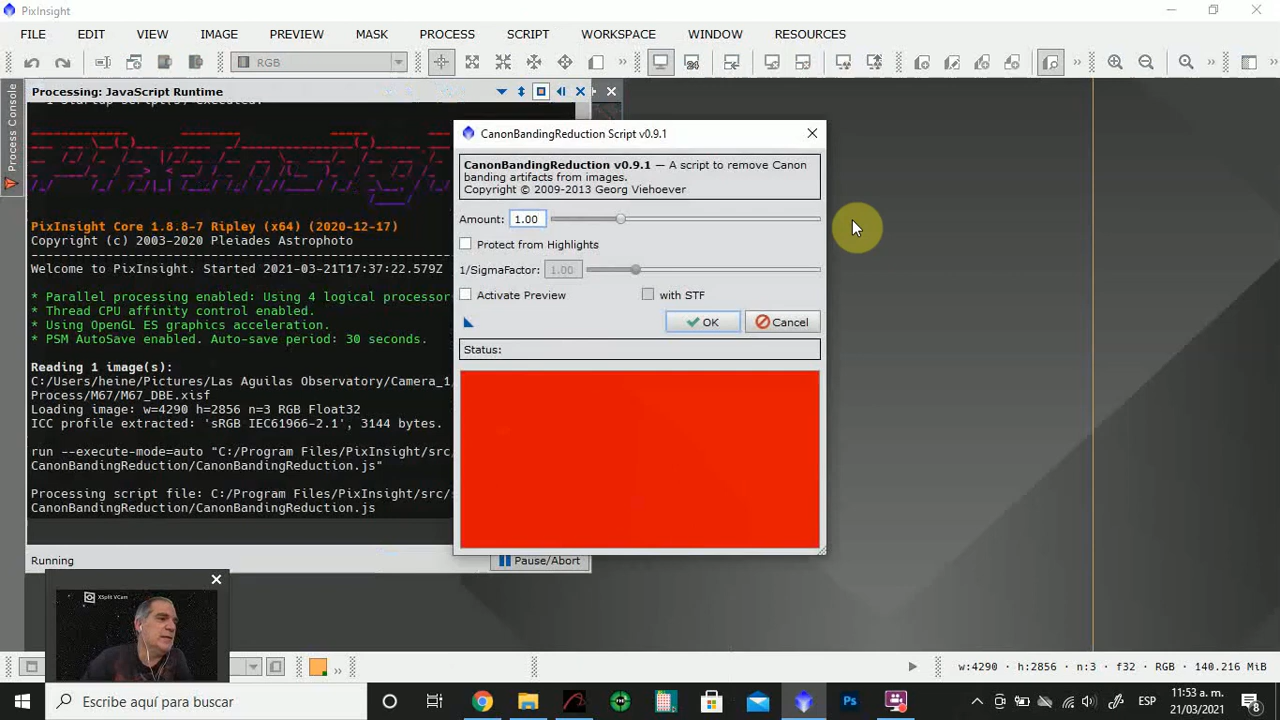 PixInsight
FILE EDIT VIEW IMAGE PREVIEW MASK PROCESS SCRIPT WORKSPACE WINDOW RESOURCES
RGB
Process Console
Processing: JavaScript Runtime
PixInsight
PixInsight Core 1.8.8-7 Ripley (x64) (2020-12-17)
Copyright (c) 2003-2020 Pleiades Astrophoto
Welcome to PixInsight. Started 2021-03-21T17:37:22.579Z
* Parallel processing enabled: Using 4 logical processor
* Thread CPU affinity control enabled.
* Using OpenGL ES graphics acceleration.
* PSM AutoSave enabled. Auto-save period: 30 seconds.
Reading 1 image(s):
C:/Users/heine/Pictures/Las Aguilas Observatory/Camera_1/
Process/M67/M67_DBE.xisf
Loading image: w=4290 h=2856 n=3 RGB Float32
ICC profile extracted: 'sRGB IEC61966-2.1', 3144 bytes.
run --execute-mode=auto "C:/Program Files/PixInsight/src/
CanonBandingReduction/CanonBandingReduction.js"
Processing script file: C:/Program Files/PixInsight/src/
CanonBandingReduction/CanonBandingReduction.js
Running
Pause/Abort
CanonBandingReduction Script v0.9.1
CanonBandingReduction v0.9.1 — A script to remove Canon
banding artifacts from images.
Copyright © 2009-2013 Georg Viehoever
Amount: 1.00
Protect from Highlights
1/SigmaFactor: 1.00
Activate Preview with STF
OK Cancel
Status:
XSplit VCam
w:4290 · h:2856 · n:3 · f32 · RGB · 140.216 MiB
Escribe aquí para buscar
Ps
ESP
11:53 a. m.
21/03/2021
8